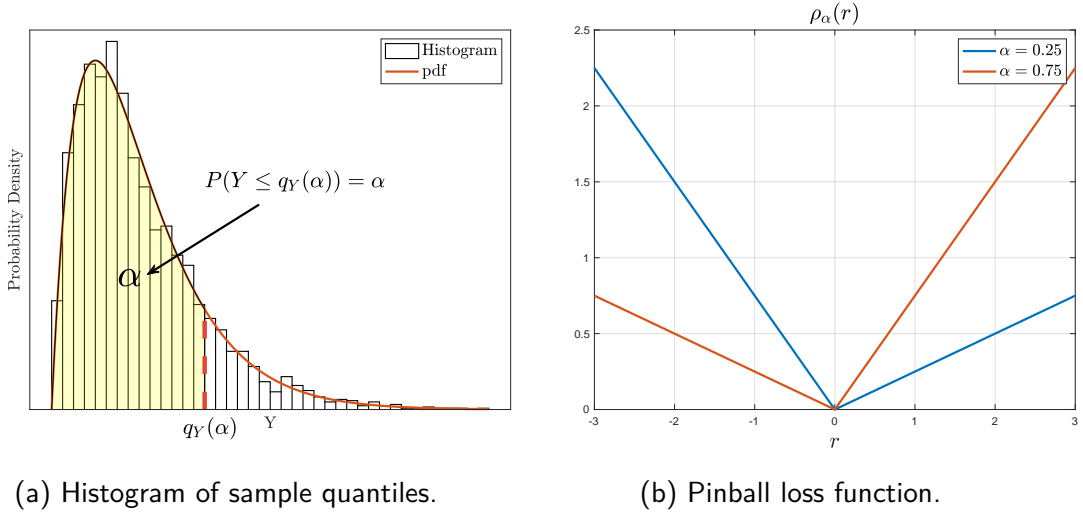 Histogram
pdf
P(Y ≤ q_Y(α)) = α
α
Probability Density
q_Y(α)
Y
(a) Histogram of sample quantiles.
ρ_α(r)
α = 0.25
α = 0.75
2.5
2
1.5
1
0.5
0
-3 -2 -1 0 1 2 3
r
(b) Pinball loss function.